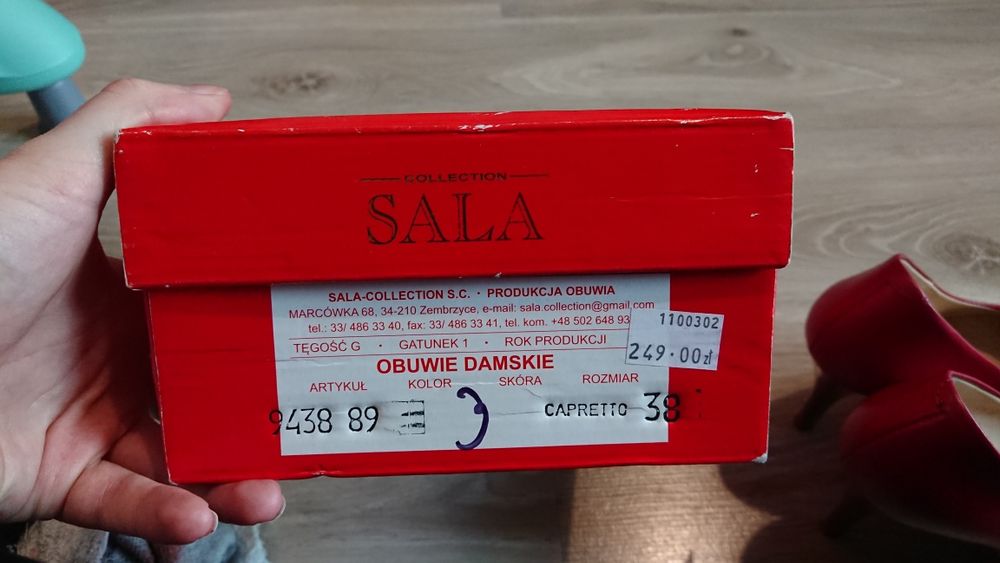 COLLECTION
SALA
SALA-COLLECTION S.C. · PRODUKCJA OBUWIA
MARCÓWKA 68, 34-210 Zembrzyce, e-mail: sala.collection@gmail.com
tel.: 33/ 486 33 40, fax: 33/ 486 33 41, tel. kom. +48 502 648 93
1100302
249.00zł
TĘGOŚĆ G · GATUNEK 1 · ROK PRODUKCJI
OBUWIE DAMSKIE
ARTYKUŁ KOLOR SKÓRA ROZMIAR
9438 89 3 CAPRETTO 38